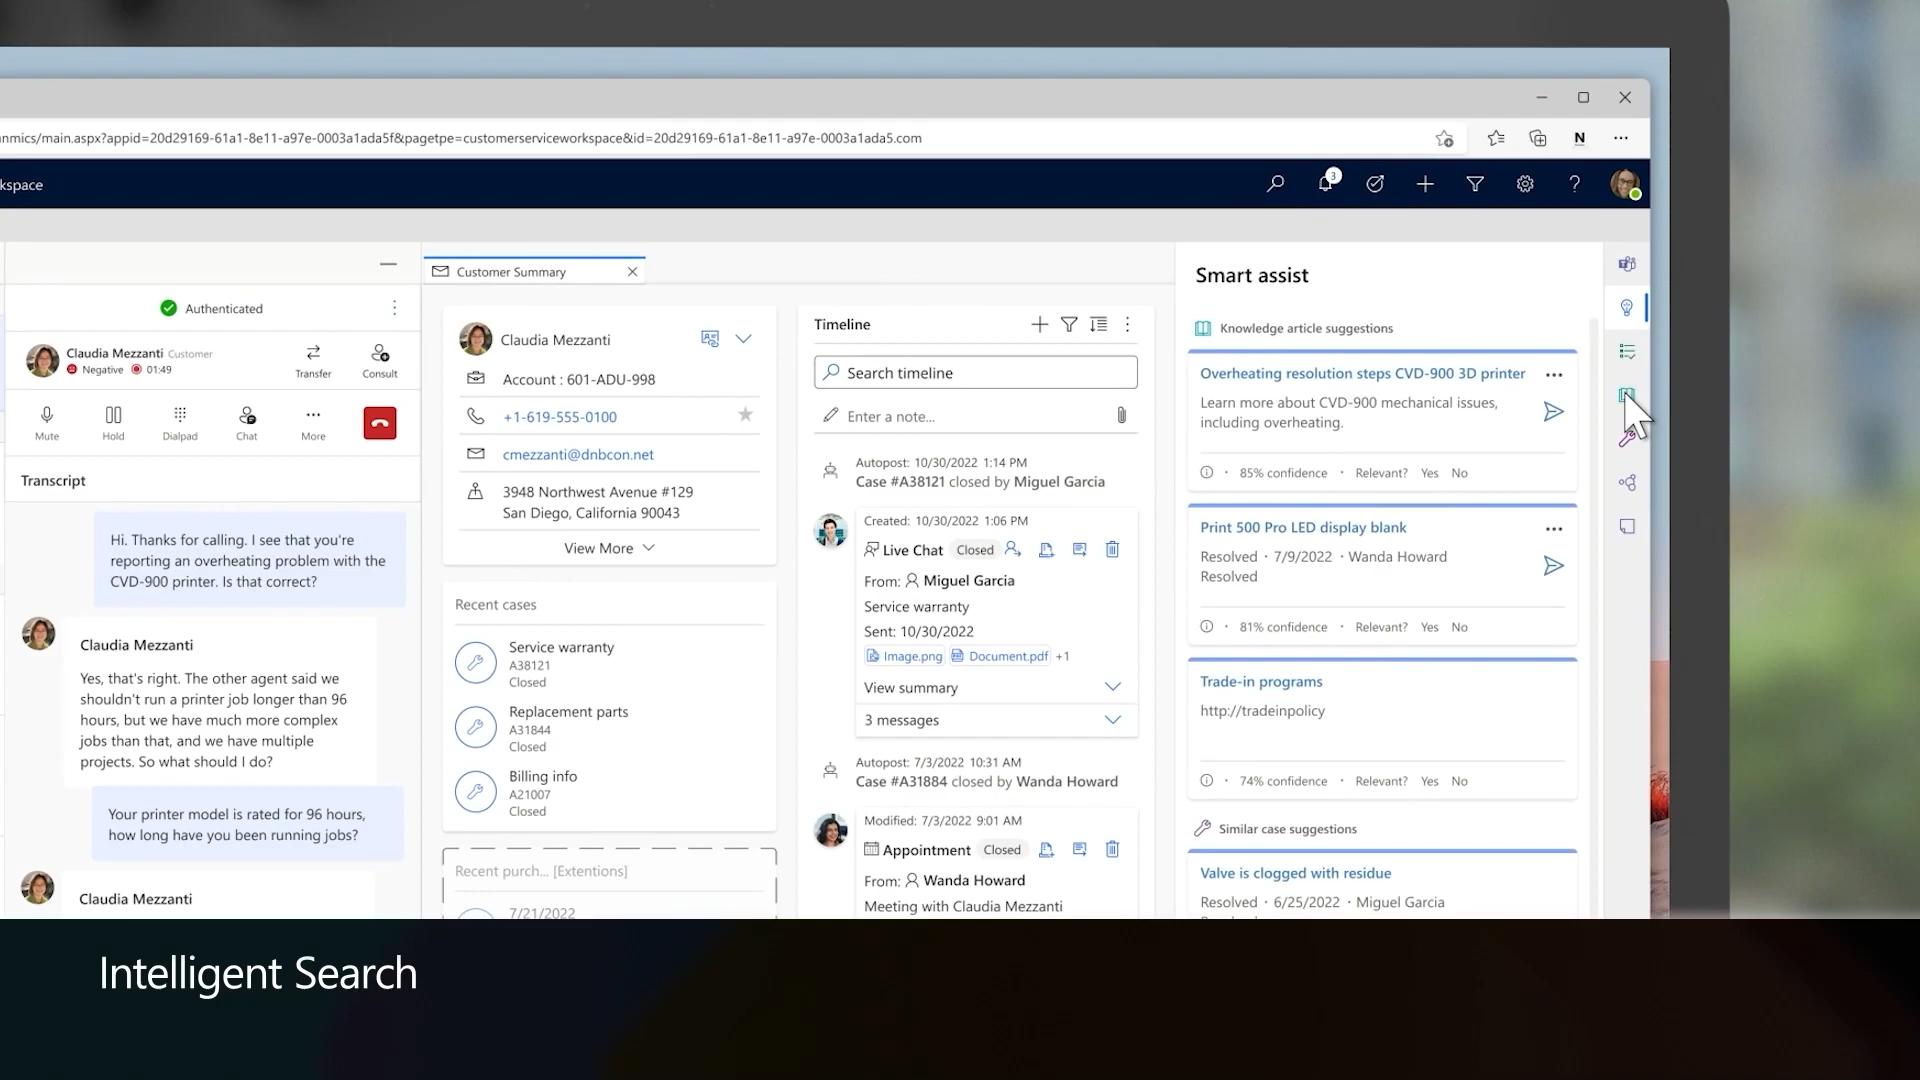 nmics/main.aspx?appid=20d29169-61a1-8e11-a97e-0003a1ada5f&pagetpe=customerserviceworkspace&id=20d29169-61a1-8e11-a97e-0003a1ada5.com
N
kspace
3
Customer Summary
Smart assist
Authenticated
Claudia Mezzanti Customer
Negative 01:49
Transfer
Consult
Mute
Hold
Dialpad
Chat
More
Transcript
Hi. Thanks for calling. I see that you're
reporting an overheating problem with the
CVD-900 printer. Is that correct?
Claudia Mezzanti
Yes, that's right. The other agent said we
shouldn't run a printer job longer than 96
hours, but we have much more complex
jobs than that, and we have multiple
projects. So what should I do?
Your printer model is rated for 96 hours,
how long have you been running jobs?
Claudia Mezzanti
Claudia Mezzanti
Account : 601-ADU-998
+1-619-555-0100
cmezzanti@dnbcon.net
3948 Northwest Avenue #129
San Diego, California 90043
View More
Recent cases
Service warranty
A38121
Closed
Replacement parts
A31844
Closed
Billing info
A21007
Closed
Recent purch... [Extentions]
7/21/2022
Timeline
Search timeline
Enter a note...
Autopost: 10/30/2022 1:14 PM
Case #A38121 closed by Miguel Garcia
Created: 10/30/2022 1:06 PM
Live Chat Closed
From: Miguel Garcia
Service warranty
Sent: 10/30/2022
Image.png Document.pdf +1
View summary
3 messages
Autopost: 7/3/2022 10:31 AM
Case #A31884 closed by Wanda Howard
Modified: 7/3/2022 9:01 AM
Appointment Closed
From: Wanda Howard
Meeting with Claudia Mezzanti
Knowledge article suggestions
Overheating resolution steps CVD-900 3D printer
Learn more about CVD-900 mechanical issues,
including overheating.
85% confidence · Relevant? Yes No
Print 500 Pro LED display blank
Resolved · 7/9/2022 · Wanda Howard
Resolved
81% confidence · Relevant? Yes No
Trade-in programs
http://tradeinpolicy
74% confidence · Relevant? Yes No
Similar case suggestions
Valve is clogged with residue
Resolved · 6/25/2022 · Miguel Garcia
Intelligent Search